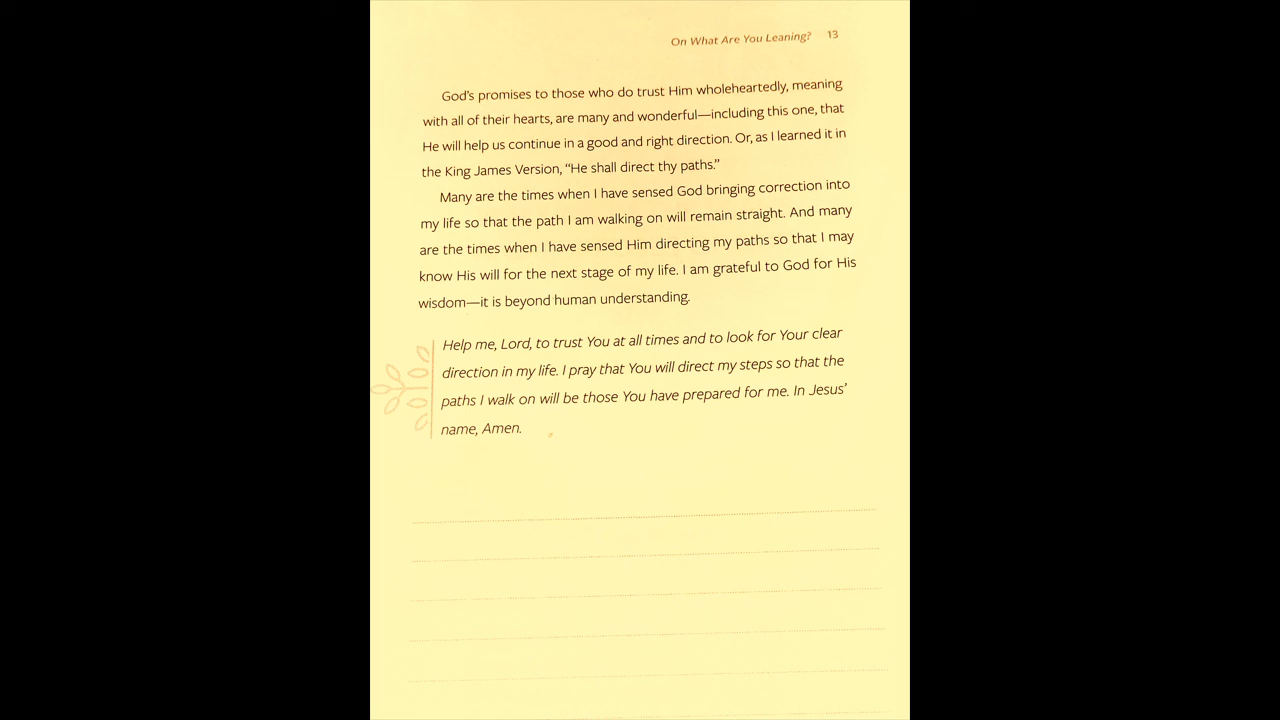 On What Are You Leaning? 13
God's promises to those who do trust Him wholeheartedly, meaning
with all of their hearts, are many and wonderful—including this one, that
He will help us continue in a good and right direction. Or, as I learned it in
the King James Version, “He shall direct thy paths.”
Many are the times when I have sensed God bringing correction into
my life so that the path I am walking on will remain straight. And many
are the times when I have sensed Him directing my paths so that I may
know His will for the next stage of my life. I am grateful to God for His
wisdom—it is beyond human understanding.
Help me, Lord, to trust You at all times and to look for Your clear
direction in my life. I pray that You will direct my steps so that the
paths I walk on will be those You have prepared for me. In Jesus’
name, Amen.